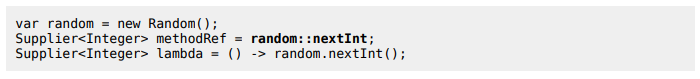 var random = new Random();
Supplier<Integer> methodRef = random::nextInt;
Supplier<Integer> lambda = () -> random.nextInt();